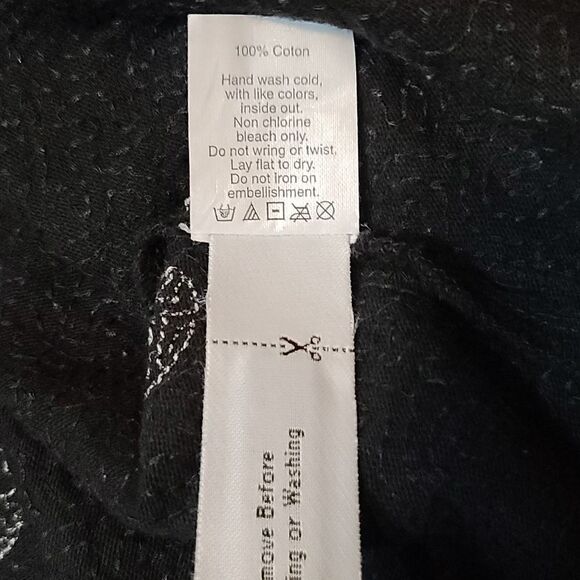 100% Coton
Hand wash cold,
with like colors,
inside out.
Non chlorine
bleach only.
Do not wring or twist.
Lay flat to dry.
Do not iron on
embellishment.
move Before
ing or Washing